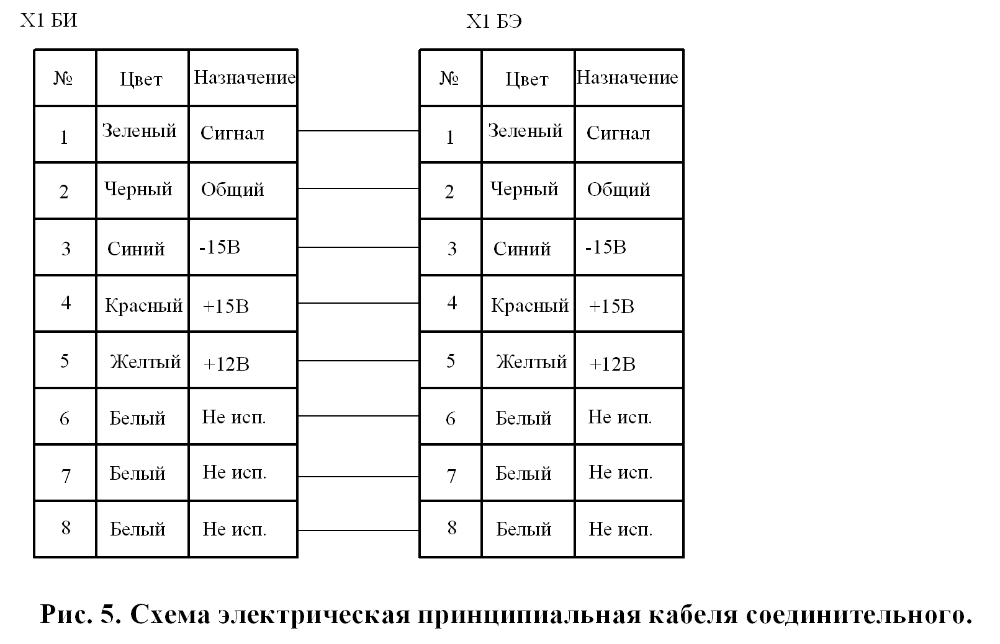 X1 БИ
X1 БЭ
№ Цвет Назначение
1 Зеленый Сигнал
2 Черный Общий
3 Синий -15В
4 Красный +15В
5 Желтый +12В
6 Белый Не исп.
7 Белый Не исп.
8 Белый Не исп.
№ Цвет Назначение
1 Зеленый Сигнал
2 Черный Общий
3 Синий -15В
4 Красный +15В
5 Желтый +12В
6 Белый Не исп.
7 Белый Не исп.
8 Белый Не исп.
Рис. 5. Схема электрическая принципиальная кабеля соединительного.